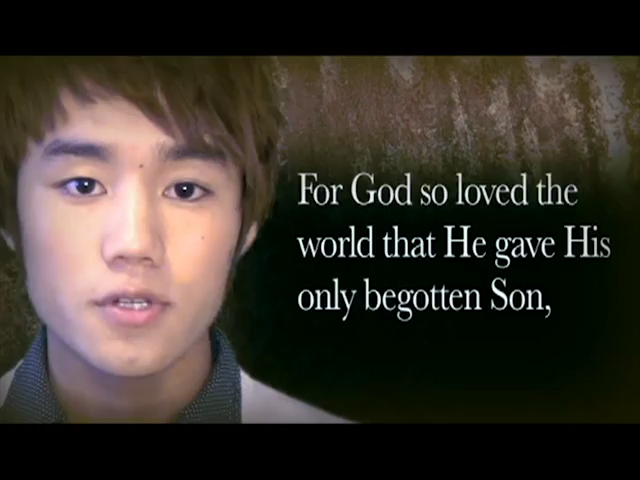 For God so loved the
world that He gave His
only begotten Son,